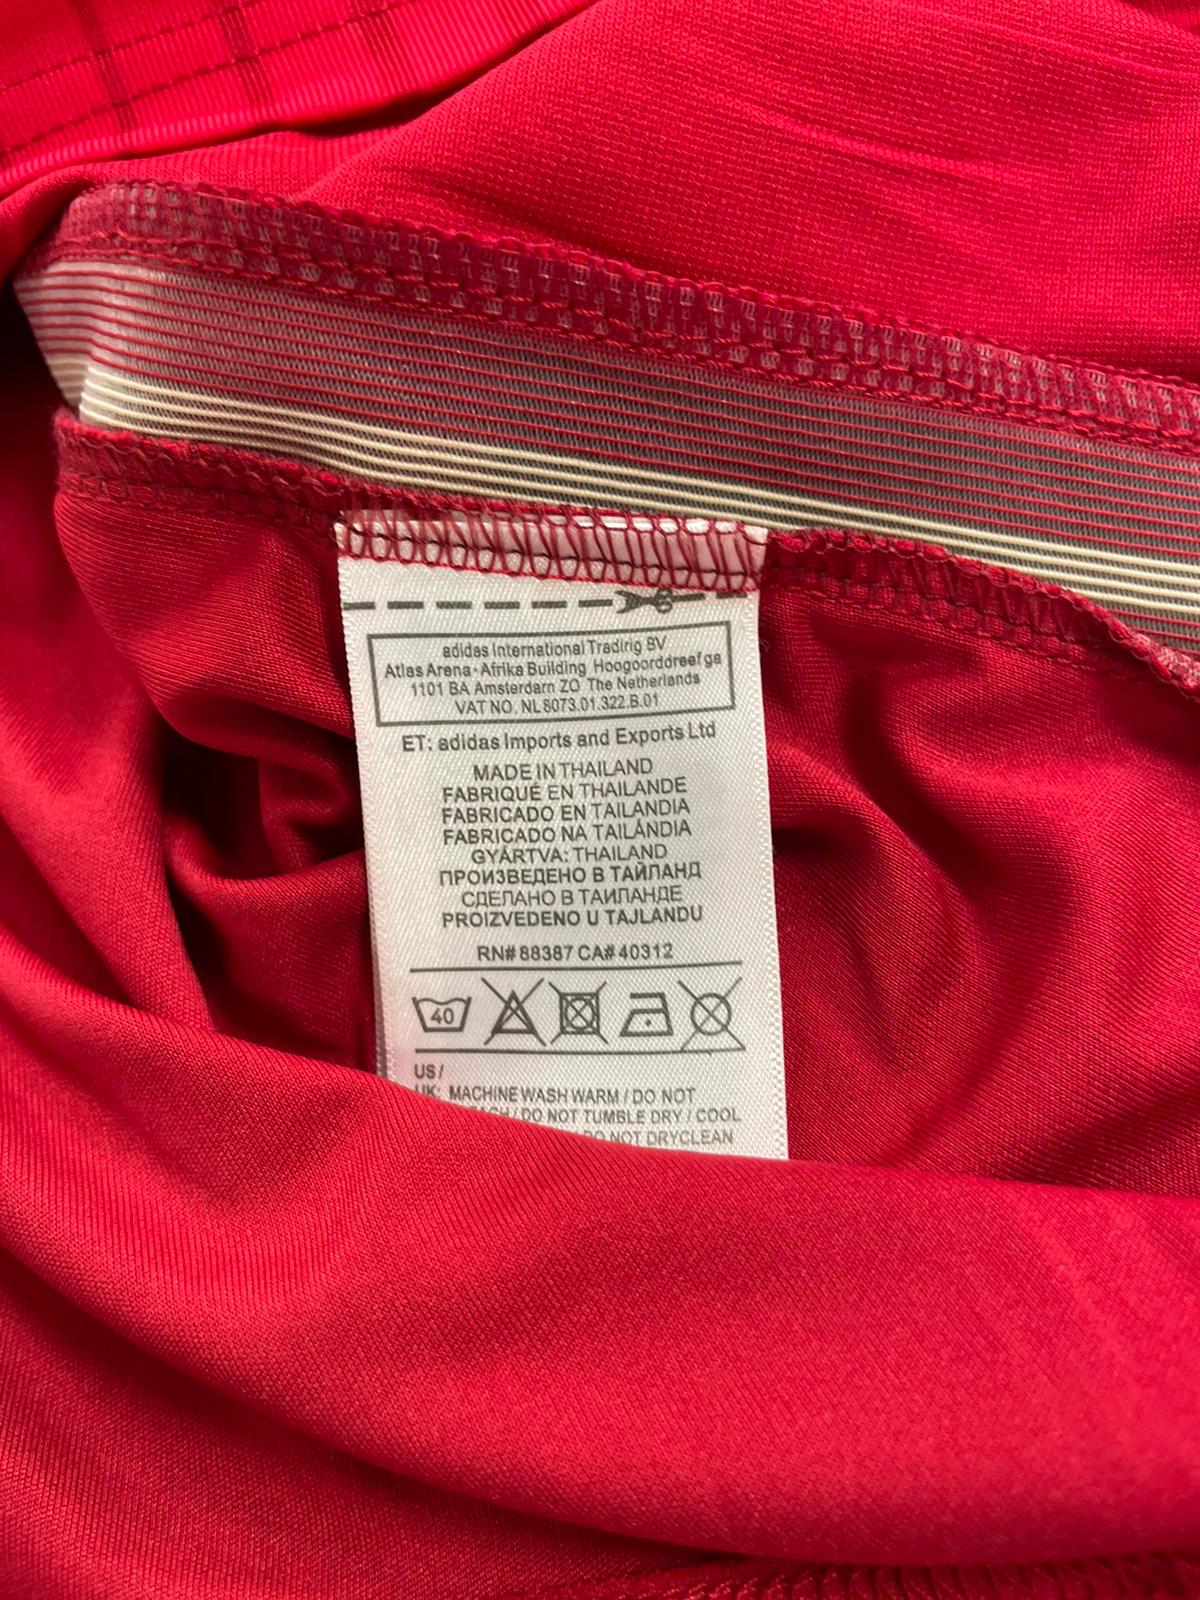 adidas International Tradirig BV
Atlas Arena · Afrika Building Hoogoorddreef ga
1101 BA Amsterdarn ZO The Netherlands
VAT NO. NL8073.01.322.B.01
ET: adidas Imports and Exports Ltd
MADE IN THAILAND
FABRIQUÉ EN THAILANDE
FABRICADO EN TAILANDIA
FABRICADO NA TAILÁNDIA
GYÁRTVA: THAILAND
ПРОИЗВЕДЕНО В ТАЙЛАНД
СДЕЛАНО В ТАИЛАНДЕ
PROIZVEDENO U TAJLANDU
RN# 88387 CA# 40312
40
US /
UK: MACHINE WASH WARM / DO NOT
/ DO NOT TUMBLE DRY / COOL
/ DO NOT DRYCLEAN